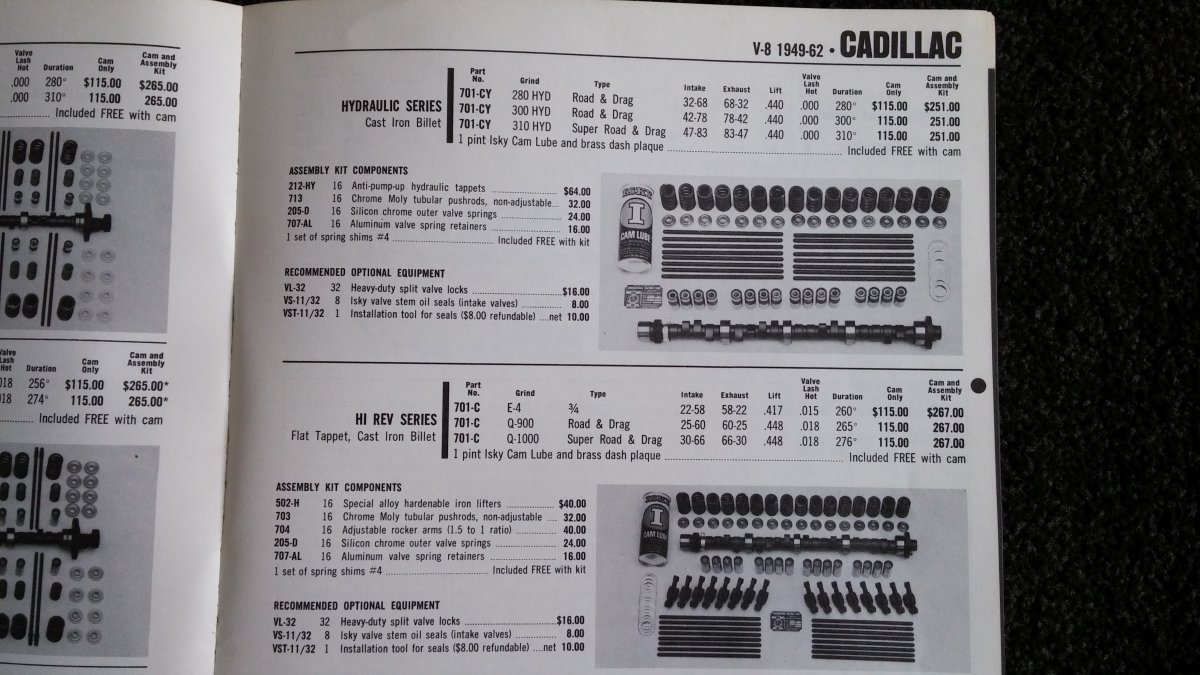 Valve Lash Hot Duration Cam Only Cam and Assembly Kit
.000 280° $115.00 $265.00
.000 310° 115.00 265.00
Included FREE with cam
Valve Lash Hot Duration Cam Only Cam and Assembly Kit
018 256° $115.00 $265.00*
018 274° 115.00 265.00*
Included FREE with cam
V-8 1949-62 • CADILLAC
HYDRAULIC SERIES
Cast Iron Billet
Part No. Grind Type Intake Exhaust Lift Valve Lash Hot Duration Cam Only Cam and Assembly Kit
701-CY 280 HYD Road & Drag 32-68 68-32 .440 .000 280° $115.00 $251.00
701-CY 300 HYD Road & Drag 42-78 78-42 .440 .000 300° 115.00 251.00
701-CY 310 HYD Super Road & Drag 47-83 83-47 .440 .000 310° 115.00 251.00
1 pint Isky Cam Lube and brass dash plaque Included FREE with cam
ASSEMBLY KIT COMPONENTS
212-HY 16 Anti-pump-up hydraulic tappets $64.00
713 16 Chrome Moly tubular pushrods, non-adjustable 32.00
205-D 16 Silicon chrome outer valve springs 24.00
707-AL 16 Aluminum valve spring retainers 16.00
1 set of spring shims #4 Included FREE with kit
RECOMMENDED OPTIONAL EQUIPMENT
VL-32 32 Heavy-duty split valve locks $16.00
VS-11/32 8 Isky valve stem oil seals (intake valves) 8.00
VST-11/32 1 Installation tool for seals ($8.00 refundable) net 10.00
I
CAM LUBE
HI REV SERIES
Flat Tappet, Cast Iron Billet
Part No. Grind Type Intake Exhaust Lift Valve Lash Hot Duration Cam Only Cam and Assembly Kit
701-C E-4 ¾ 22-58 58-22 .417 .015 260° $115.00 $267.00
701-C Q-900 Road & Drag 25-60 60-25 .448 .018 265° 115.00 267.00
701-C Q-1000 Super Road & Drag 30-66 66-30 .448 .018 276° 115.00 267.00
1 pint Isky Cam Lube and brass dash plaque Included FREE with cam
ASSEMBLY KIT COMPONENTS
502-H 16 Special alloy hardenable iron lifters $40.00
703 16 Chrome Moly tubular pushrods, non-adjustable 32.00
704 16 Adjustable rocker arms (1.5 to 1 ratio) 40.00
205-D 16 Silicon chrome outer valve springs 24.00
707-AL 16 Aluminum valve spring retainers 16.00
1 set of spring shims #4 Included FREE with kit
RECOMMENDED OPTIONAL EQUIPMENT
VL-32 32 Heavy-duty split valve locks $16.00
VS-11/32 8 Isky valve stem oil seals (intake valves) 8.00
VST-11/32 1 Installation tool for seals ($8.00 refundable) net 10.00
I
CAM LUBE